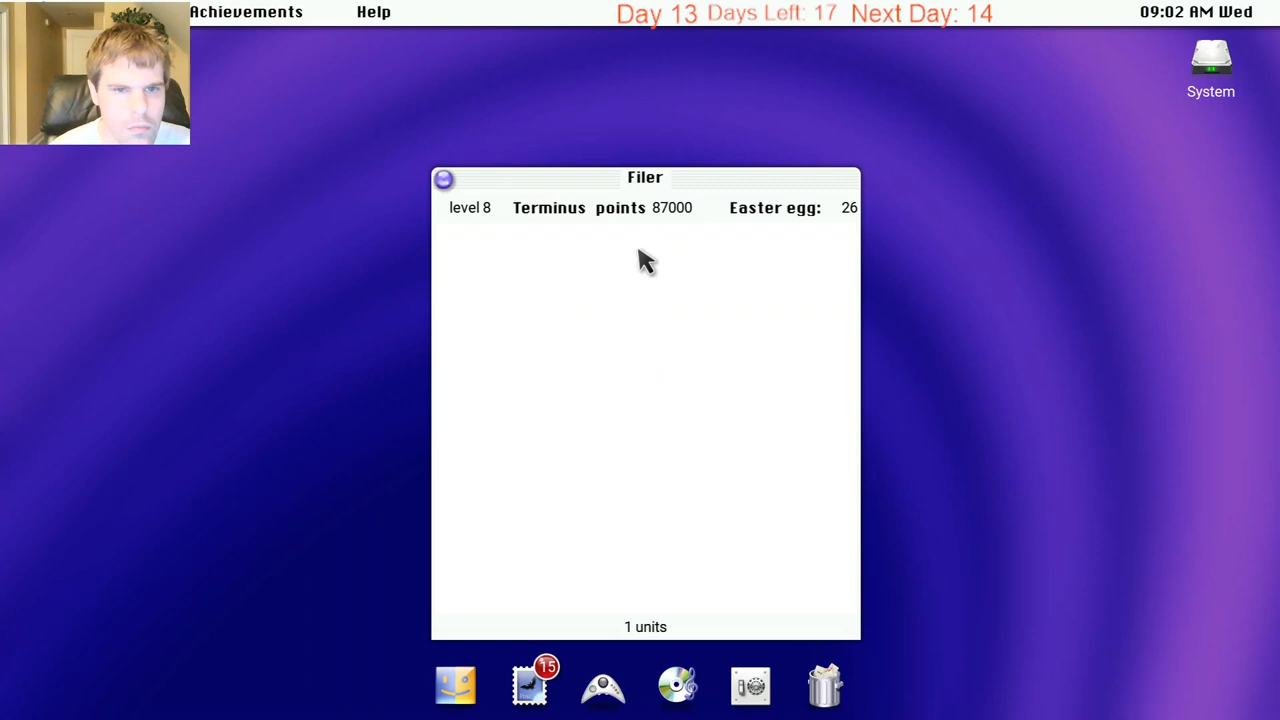 Achievements Help Day 13 Days Left: 17 Next Day: 14 09:02 AM Wed
System
Filer
level 8 Terminus points 87000 Easter egg: 26
1 units
15